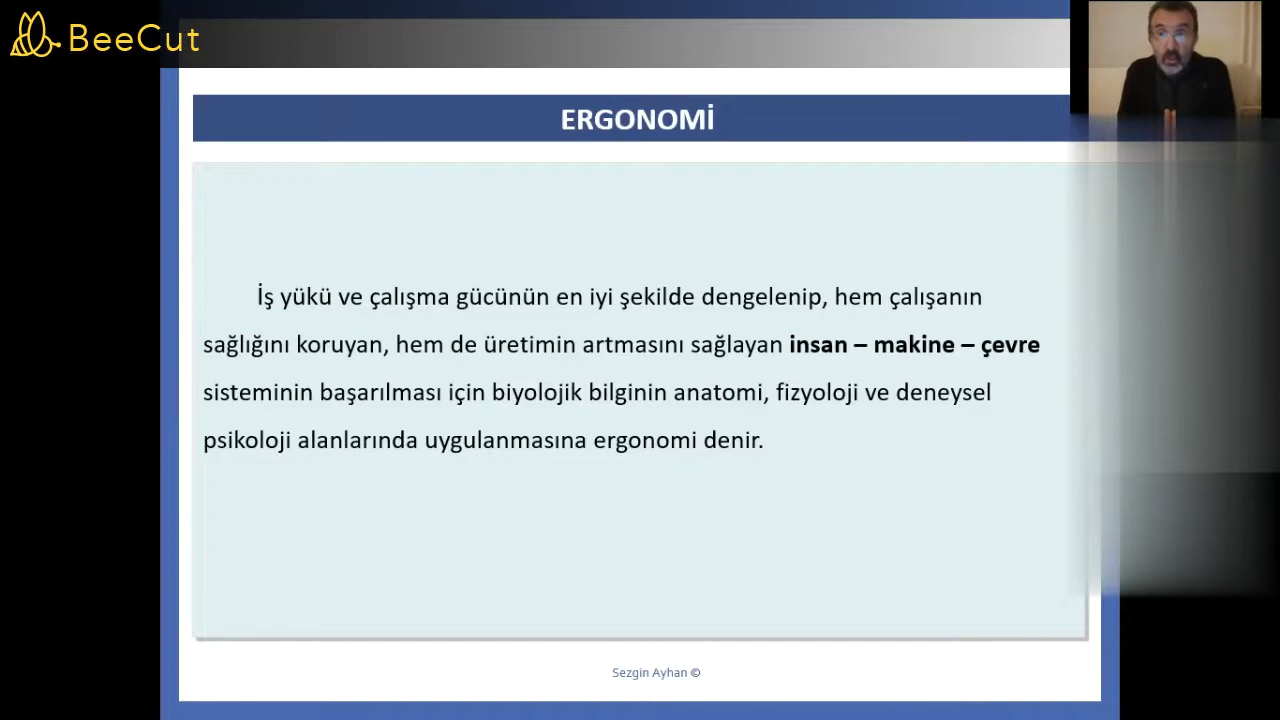 BeeCut
ERGONOMİ
İş yükü ve çalışma gücünün en iyi şekilde dengelenip, hem çalışanın
sağlığını koruyan, hem de üretimin artmasını sağlayan insan – makine – çevre
sisteminin başarılması için biyolojik bilginin anatomi, fizyoloji ve deneysel
psikoloji alanlarında uygulanmasına ergonomi denir.
Sezgin Ayhan ©